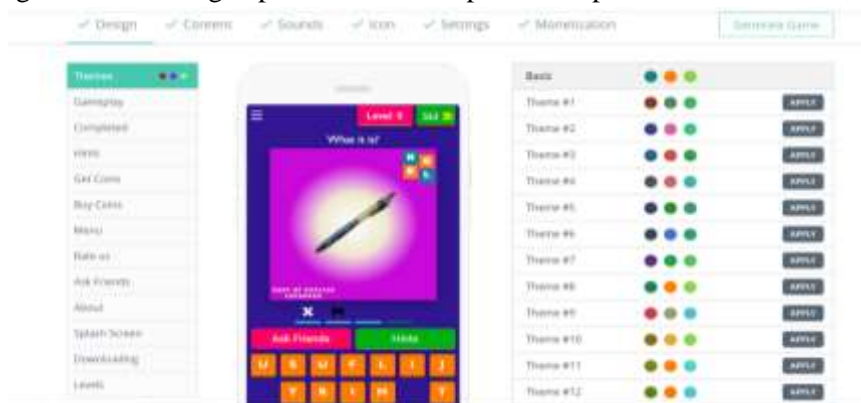 Design Content Sounds Icon Settings Monetization Generate Game
Themes
Gameplay
Completed
Hints
Get Coins
Buy Coins
Menu
Rate us
Ask Friends
About
Splash Screen
Downloading
Levels
Level
What it is?
Ask Friends Hints
U S U F L I J
Basic
Theme #1 APPLY
Theme #2 APPLY
Theme #3 APPLY
Theme #4 APPLY
Theme #5 APPLY
Theme #6 APPLY
Theme #7 APPLY
Theme #8 APPLY
Theme #9 APPLY
Theme #10 APPLY
Theme #11 APPLY
Theme #12 APPLY